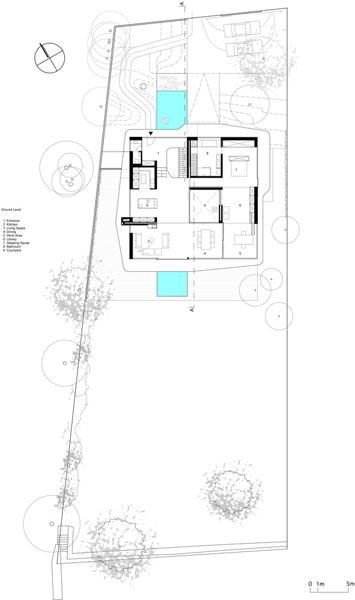 A
Ground Level
1 Entrance
2 Kitchen
3 Living Space
4 Dining
5 Work Area
6 Library
7 Sleeping Space
8 Bathroom
9 Courtyard
A
0 1m 5m